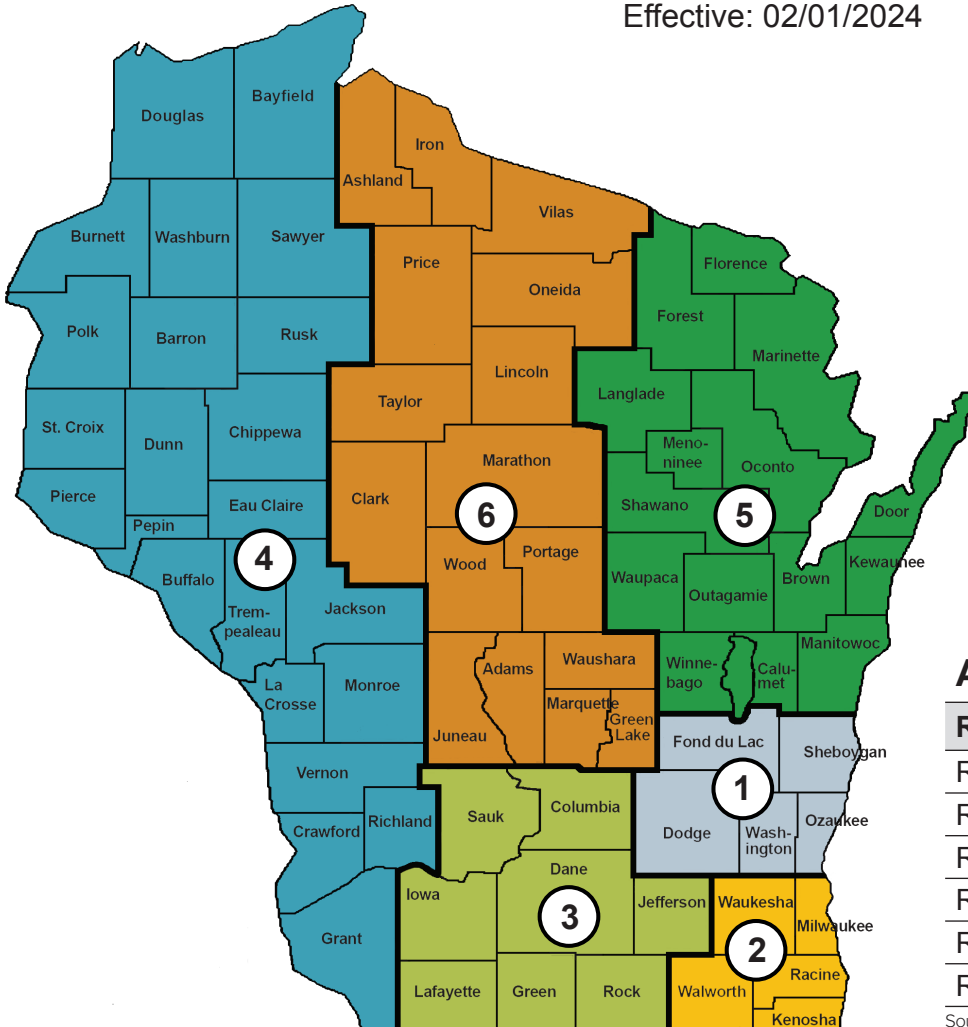 Effective: 02/01/2024
Bayfield
Douglas
Iron
Ashland
Vilas
Burnett
Washburn
Sawyer
Price
Florence
Oneida
Forest
Polk
Barron
Rusk
Marinette
Lincoln
Langlade
Taylor
St. Croix
Dunn
Chippewa
Meno-
ninee
Marathon
Oconto
Pierce
Clark
Eau Claire
Shawano
6
5
Door
Pepin
4
Wood
Portage
Kewaunee
Buffalo
Waupaca
Brown
Outagamie
Trem-
pealeau
Jackson
Manitowoc
Adams
Waushara
Winne-
bago
Calu-
met
La
Crosse
Monroe
Marquette
Green
Lake
Juneau
Fond du Lac
Sheboygan
A
R
Vernon
R
1
Columbia
Sauk
R
Richland
Crawford
Dodge
Wash-
ington
Ozaukee
R
Dane
Iowa
Jefferson
Waukesha
R
3
Milwaukee
Grant
R
2
Racine
R
Lafayette
Green
Rock
Walworth
Kenosha
Sou